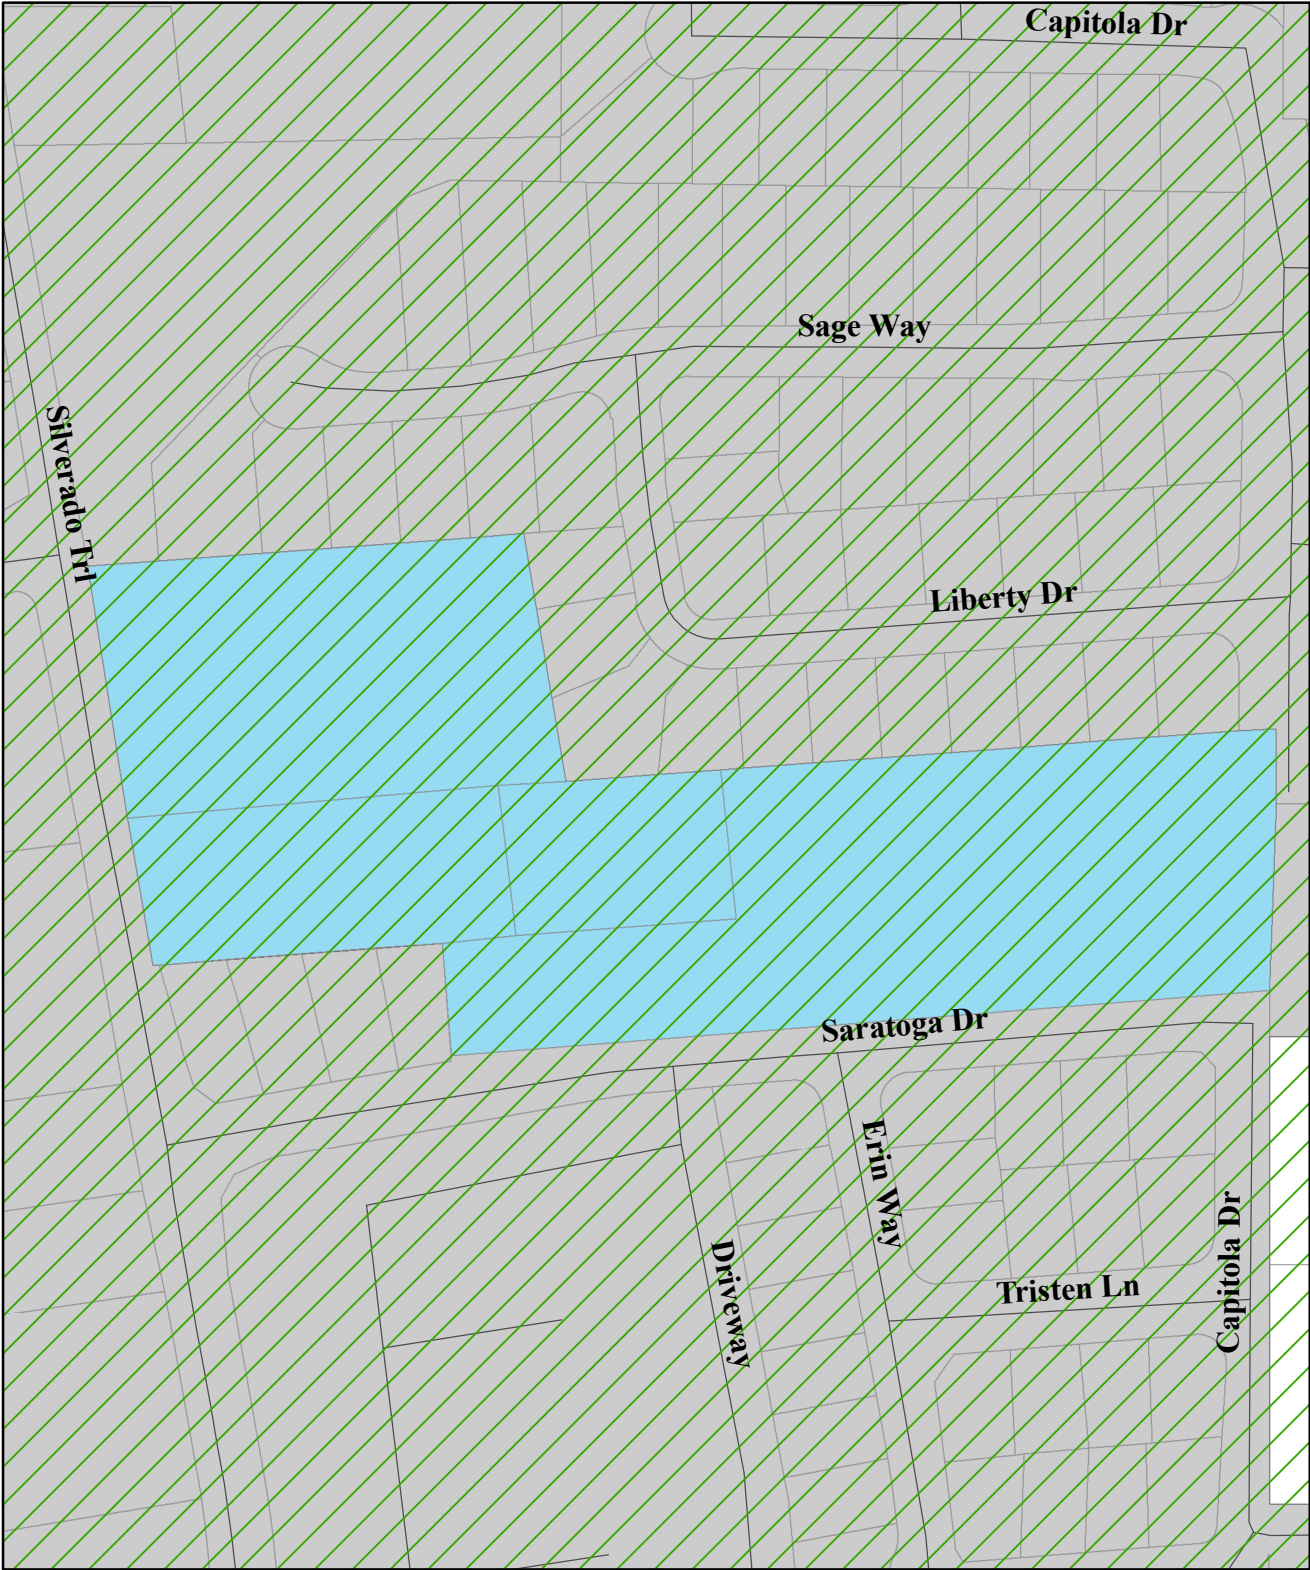 Capitola Dr
Sage Way
Silverado Trl
Liberty Dr
Saratoga Dr
Erin Way
Capitola Dr
Driveway
Tristen Ln